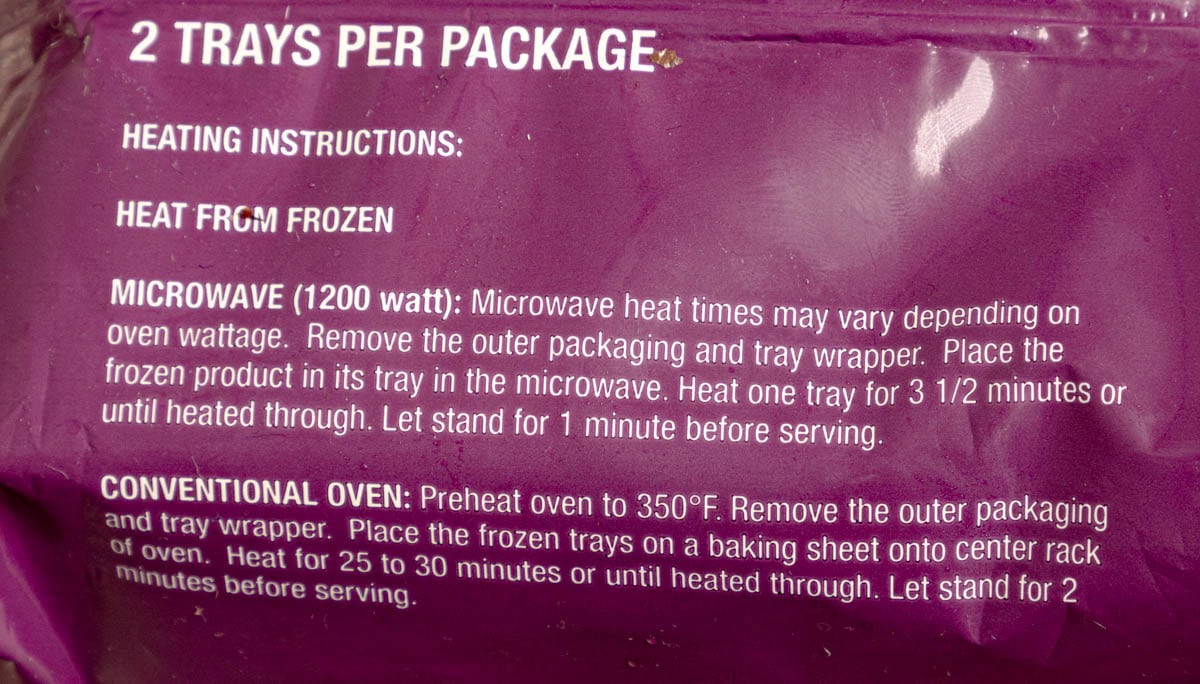 2 TRAYS PER PACKAGE
HEATING INSTRUCTIONS:
HEAT FROM FROZEN
MICROWAVE (1200 watt): Microwave heat times may vary depending on
oven wattage. Remove the outer packaging and tray wrapper. Place the
frozen product in its tray in the microwave. Heat one tray for 3 1/2 minutes or
until heated through. Let stand for 1 minute before serving.
CONVENTIONAL OVEN: Preheat oven to 350°F. Remove the outer packaging
and tray wrapper. Place the frozen trays on a baking sheet onto center rack
of oven. Heat for 25 to 30 minutes or until heated through. Let stand for 2
minutes before serving.